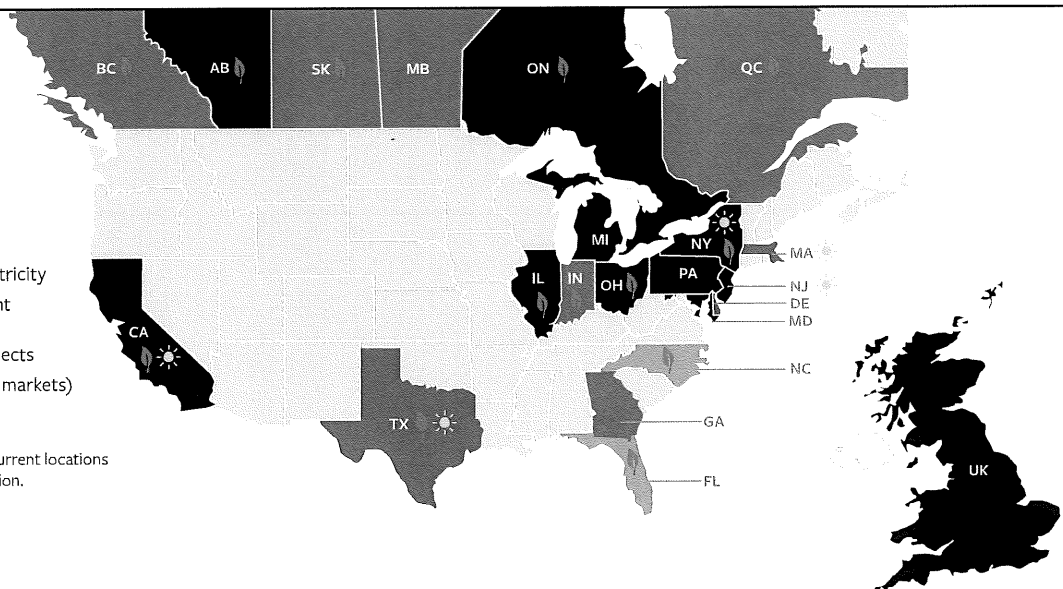 BC
AB
SK
MB
ON
QC
MI
NY
MA
IL
IN
OH
PA
NJ
DE
MD
tricity
nt
CA
ects
markets)
NC
TX
GA
urrent locations
ion.
FL
UK